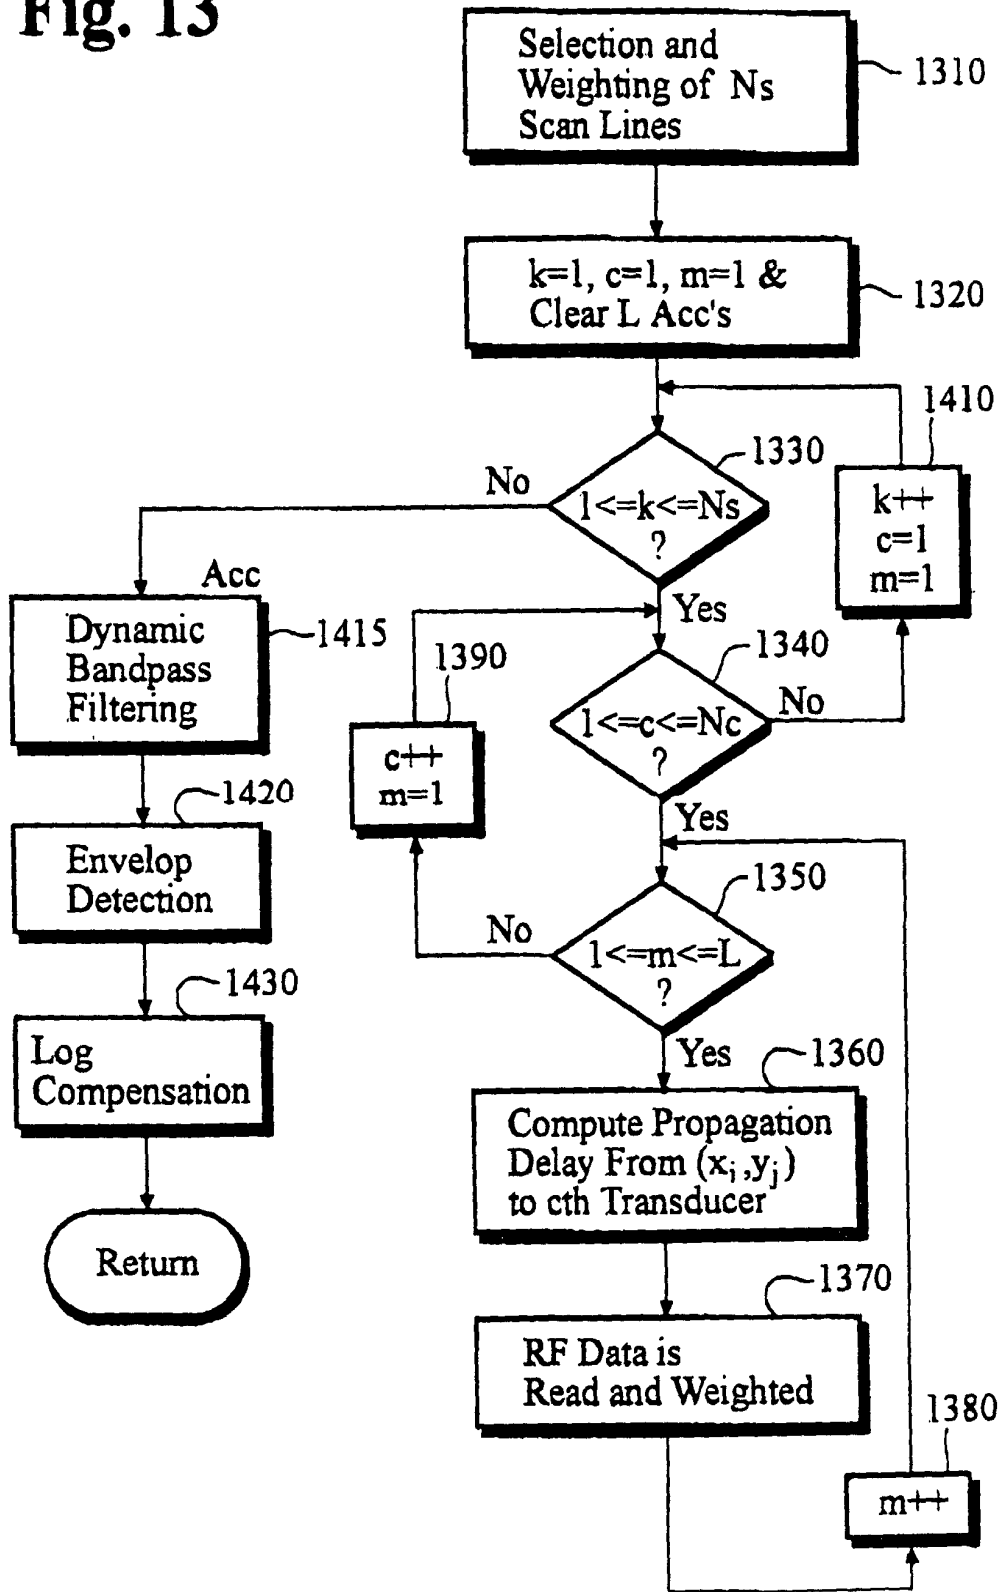 Fig. 13
Selection and
Weighting of Ns
Scan Lines
1310
k=1, c=1, m=1 &
Clear L Acc's
1320
1410
1330
No
1<=k<=Ns
?
k++
c=1
m=1
Acc
Yes
Dynamic
Bandpass
Filtering
1415
1390
1340
No
1<=c<=Nc
?
c++
m=1
1420
Yes
Envelop
Detection
1350
No
1<=m<=L
?
1430
Log
Compensation
Yes
1360
Compute Propagation
Delay From (xi,yj)
to cth Transducer
Return
1370
RF Data is
Read and Weighted
1380
m++